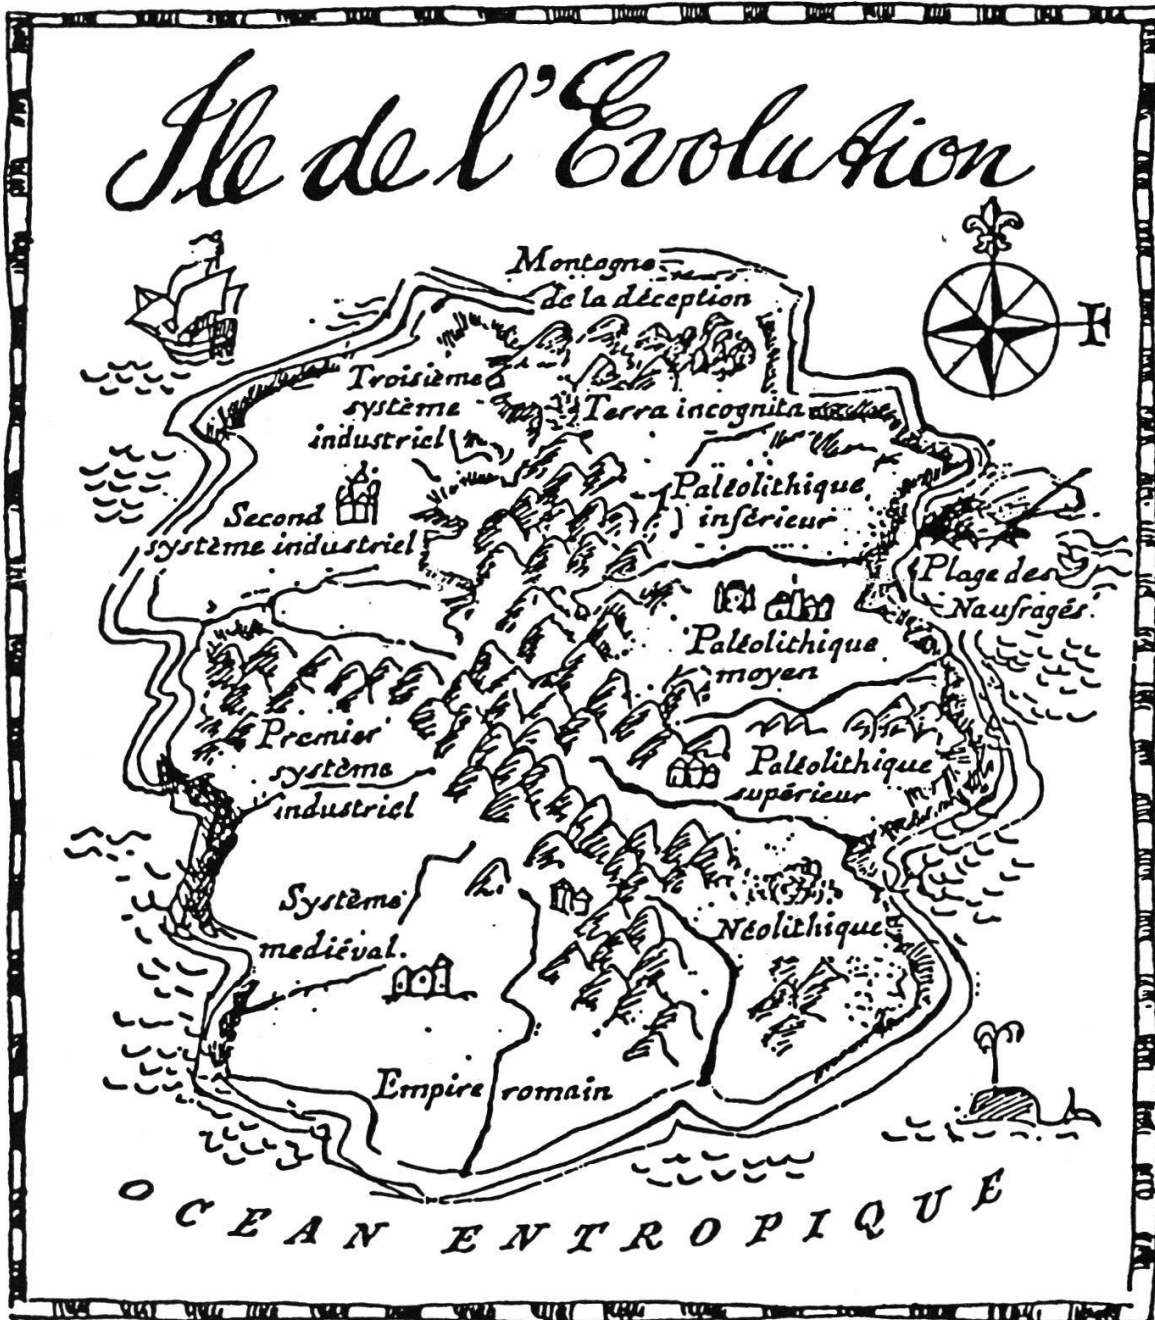 Ile de l'Evolution
Montagne
de la déception
Troisième
système
industriel
Terra incognita
Second
système industriel
Paléolithique
inférieur
Plage des
Naufragés
Paléolithique
moyen
Premier
système
industriel
Paléolithique
supérieur
Système
mediéval.
Néolithique
Empire romain
OCEAN ENTROPIQUE